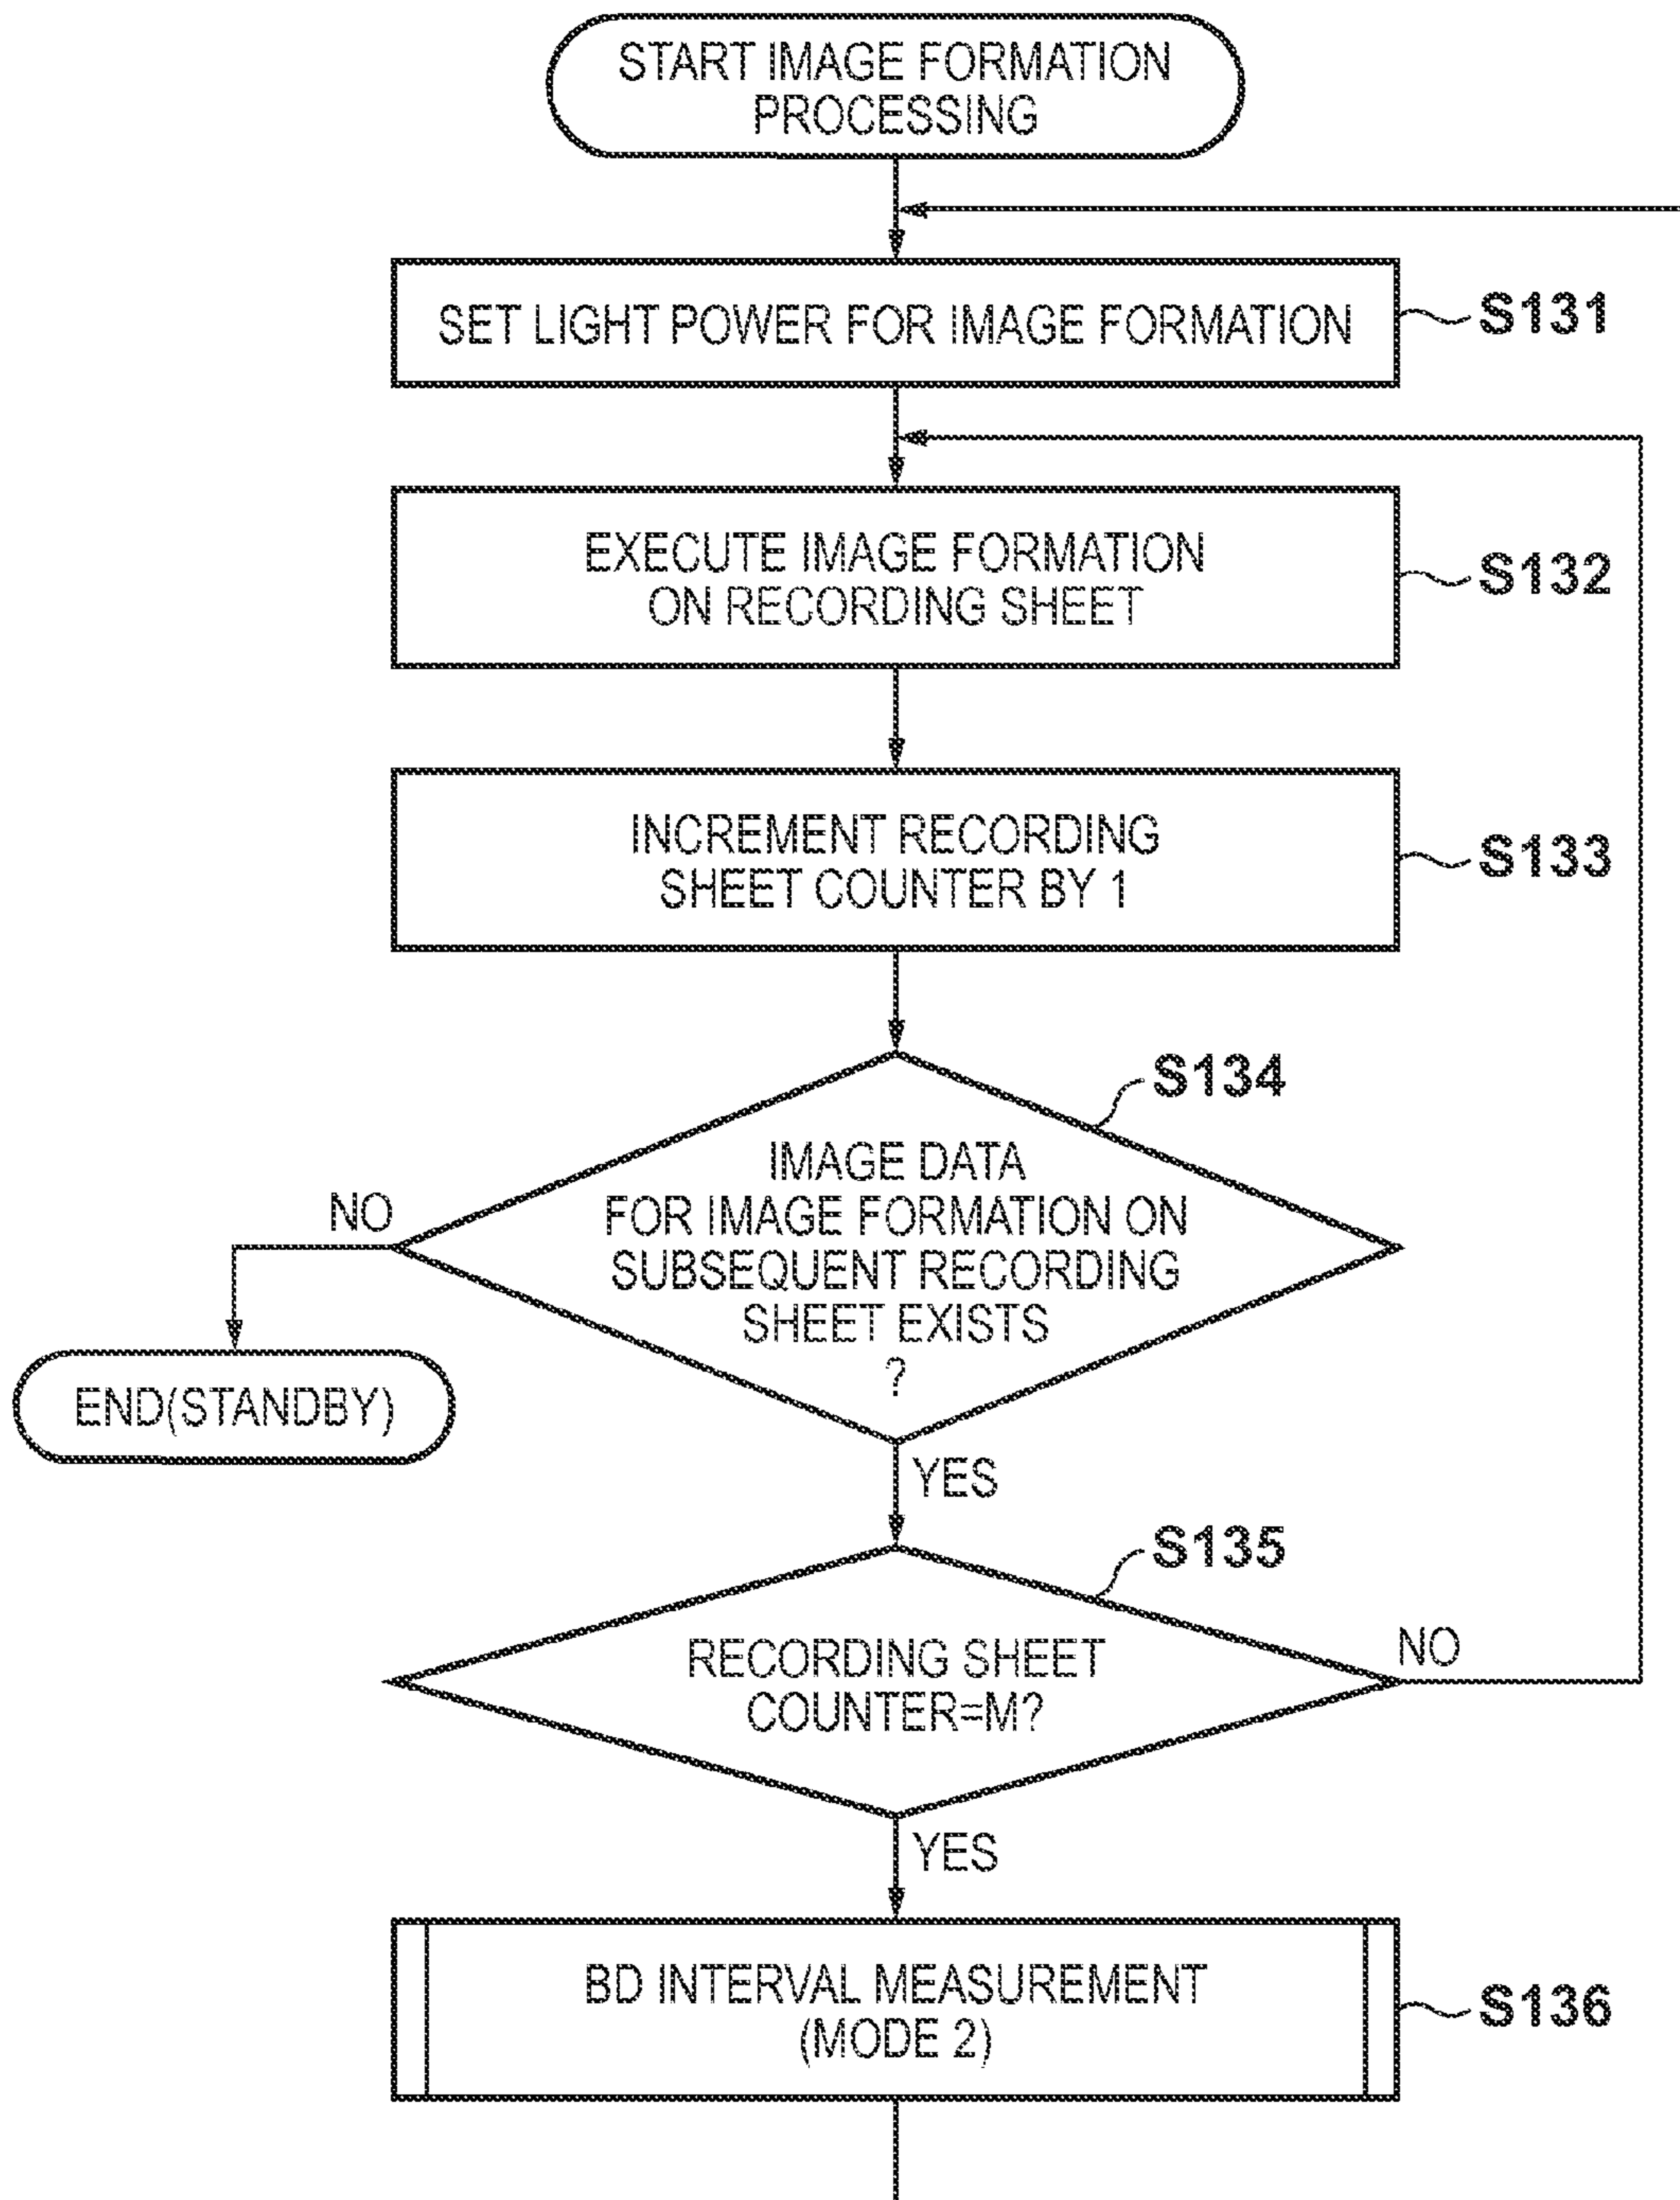 START IMAGE FORMATION
PROCESSING
SET LIGHT POWER FOR IMAGE FORMATION
S131
EXECUTE IMAGE FORMATION
ON RECORDING SHEET
S132
INCREMENT RECORDING
SHEET COUNTER BY 1
S133
S134
IMAGE DATA
FOR IMAGE FORMATION ON
SUBSEQUENT RECORDING
SHEET EXISTS
?
NO
END(STANDBY)
YES
S135
RECORDING SHEET
COUNTER=M?
NO
YES
BD INTERVAL MEASUREMENT
(MODE 2)
S136